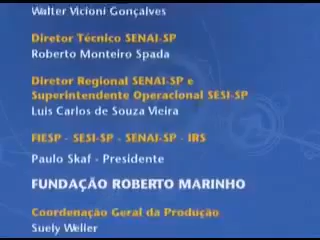 Walter Vicioni Gonçalves
Diretor Técnico SENAI-SP
Roberto Monteiro Spada
Diretor Regional SENAI-SP e
Superintendente Operacional SESI-SP
Luis Carlos de Souza Vieira
FIESP - SESI-SP - SENAI-SP - IRS
Paulo Skaf - Presidente
FUNDAÇÃO ROBERTO MARINHO
Coordenação Geral da Produção
Suely Weller